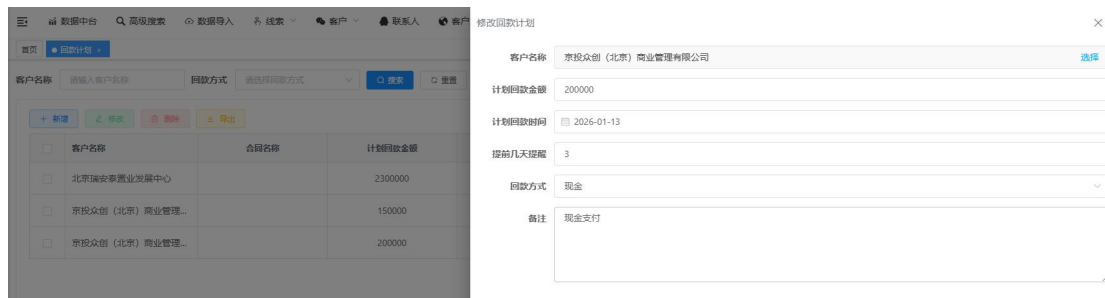 数据中台 高级搜索 数据导入 线索 客户 联系人 客户
首页 回款计划 ×
客户名称 请输入客户名称 回款方式 请选择回款方式 搜索 重置
+ 新增 修改 删除 导出
客户名称 合同名称 计划回款金额
北京瑞安泰置业发展中心 2300000
京投众创（北京）商业管理... 150000
京投众创（北京）商业管理... 200000
修改回款计划
客户名称 京投众创（北京）商业管理有限公司 选择
计划回款金额 200000
计划回款时间 2026-01-13
提前几天提醒 3
回款方式 现金
备注 现金支付